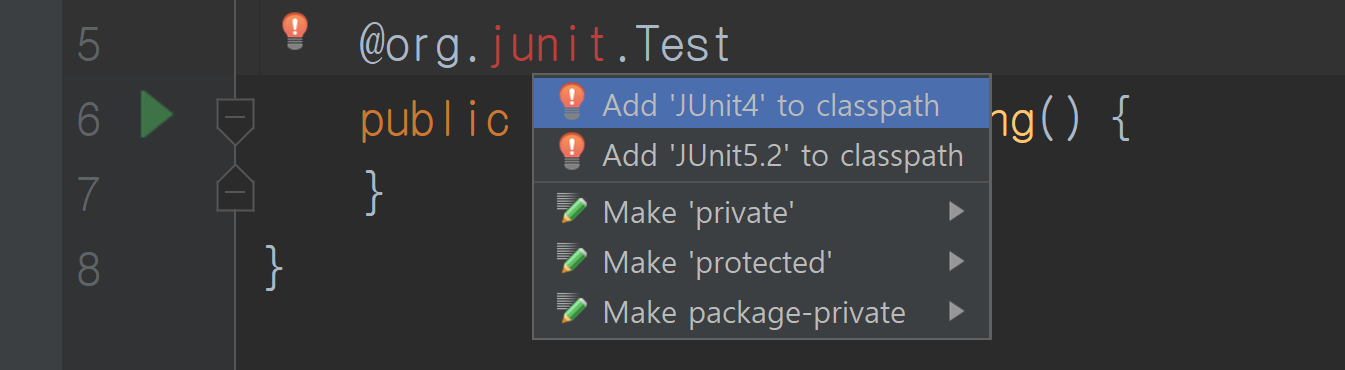 5 @org.junit.Test
Add 'JUnit4' to classpath
6 public ng() {
Add 'JUnit5.2' to classpath
7 }
Make 'private'
8 }
Make 'protected'
Make package-private